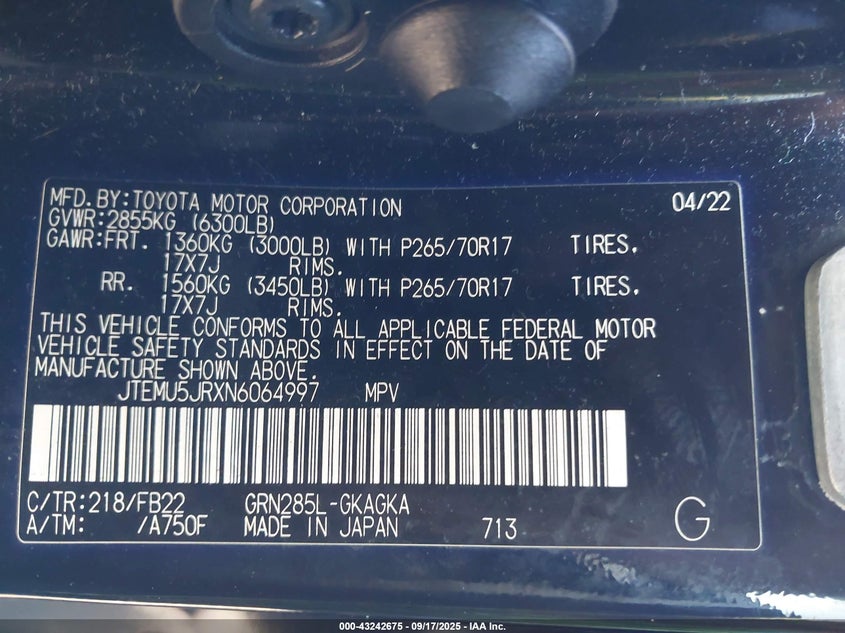 MFD.BY:TOYOTA MOTOR CORPORATION 04/22
GVWR:2855KG (6300LB)
GAWR:FRT. 1360KG (3000LB) WITH P265/70R17 TIRES.
17X7J RIMS.
RR. 1560KG (3450LB) WITH P265/70R17 TIRES.
17X7J RIMS.
THIS VEHICLE CONFORMS TO ALL APPLICABLE FEDERAL MOTOR
VEHICLE SAFETY STANDARDS IN EFFECT ON THE DATE OF
MANUFACTURE SHOWN ABOVE.
JTEMU5JRXN6064997 MPV
C/TR:218/FB22 GRN285L-GKAGKA
A/TM: /A750F MADE IN JAPAN 713 G
000-43242675 - 09/17/2025 - IAA Inc.